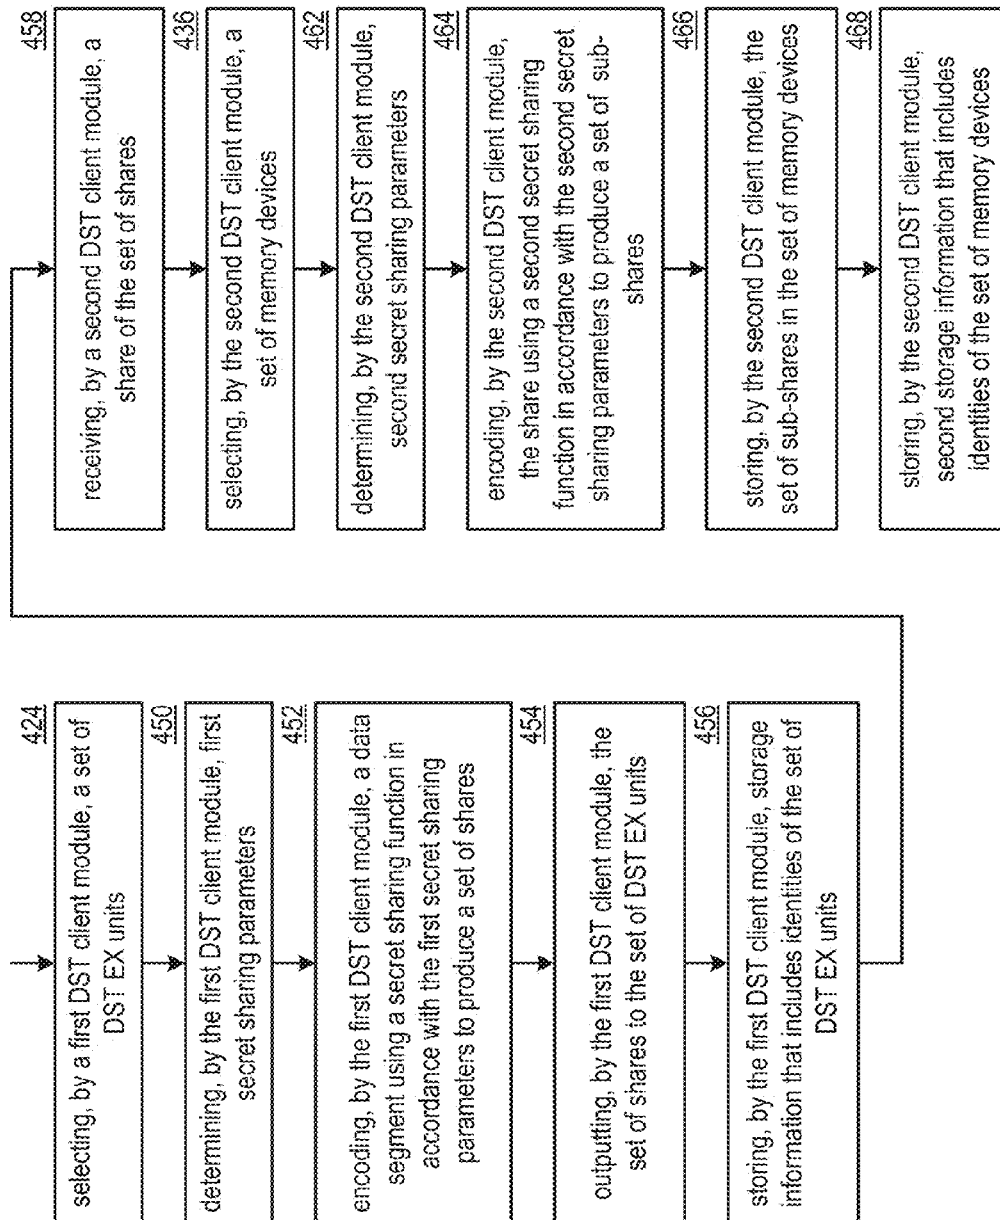 424
selecting, by a first DST client module, a set of
DST EX units
450
determining, by the first DST client module, first
secret sharing parameters
452
encoding, by the first DST client module, a data
segment using a secret sharing function in
accordance with the first secret sharing
parameters to produce a set of shares
454
outputting, by the first DST client module, the
set of shares to the set of DST EX units
456
storing, by the first DST client module, storage
information that includes identities of the set of
DST EX units
458
receiving, by a second DST client module, a
share of the set of shares
436
selecting, by the second DST client module, a
set of memory devices
462
determining, by the second DST client module,
second secret sharing parameters
464
encoding, by the second DST client module,
the share using a second secret sharing
function in accordance with the second secret
sharing parameters to produce a set of sub-
shares
466
storing, by the second DST client module, the
set of sub-shares in the set of memory devices
468
storing, by the second DST client module,
second storage information that includes
identities of the set of memory devices